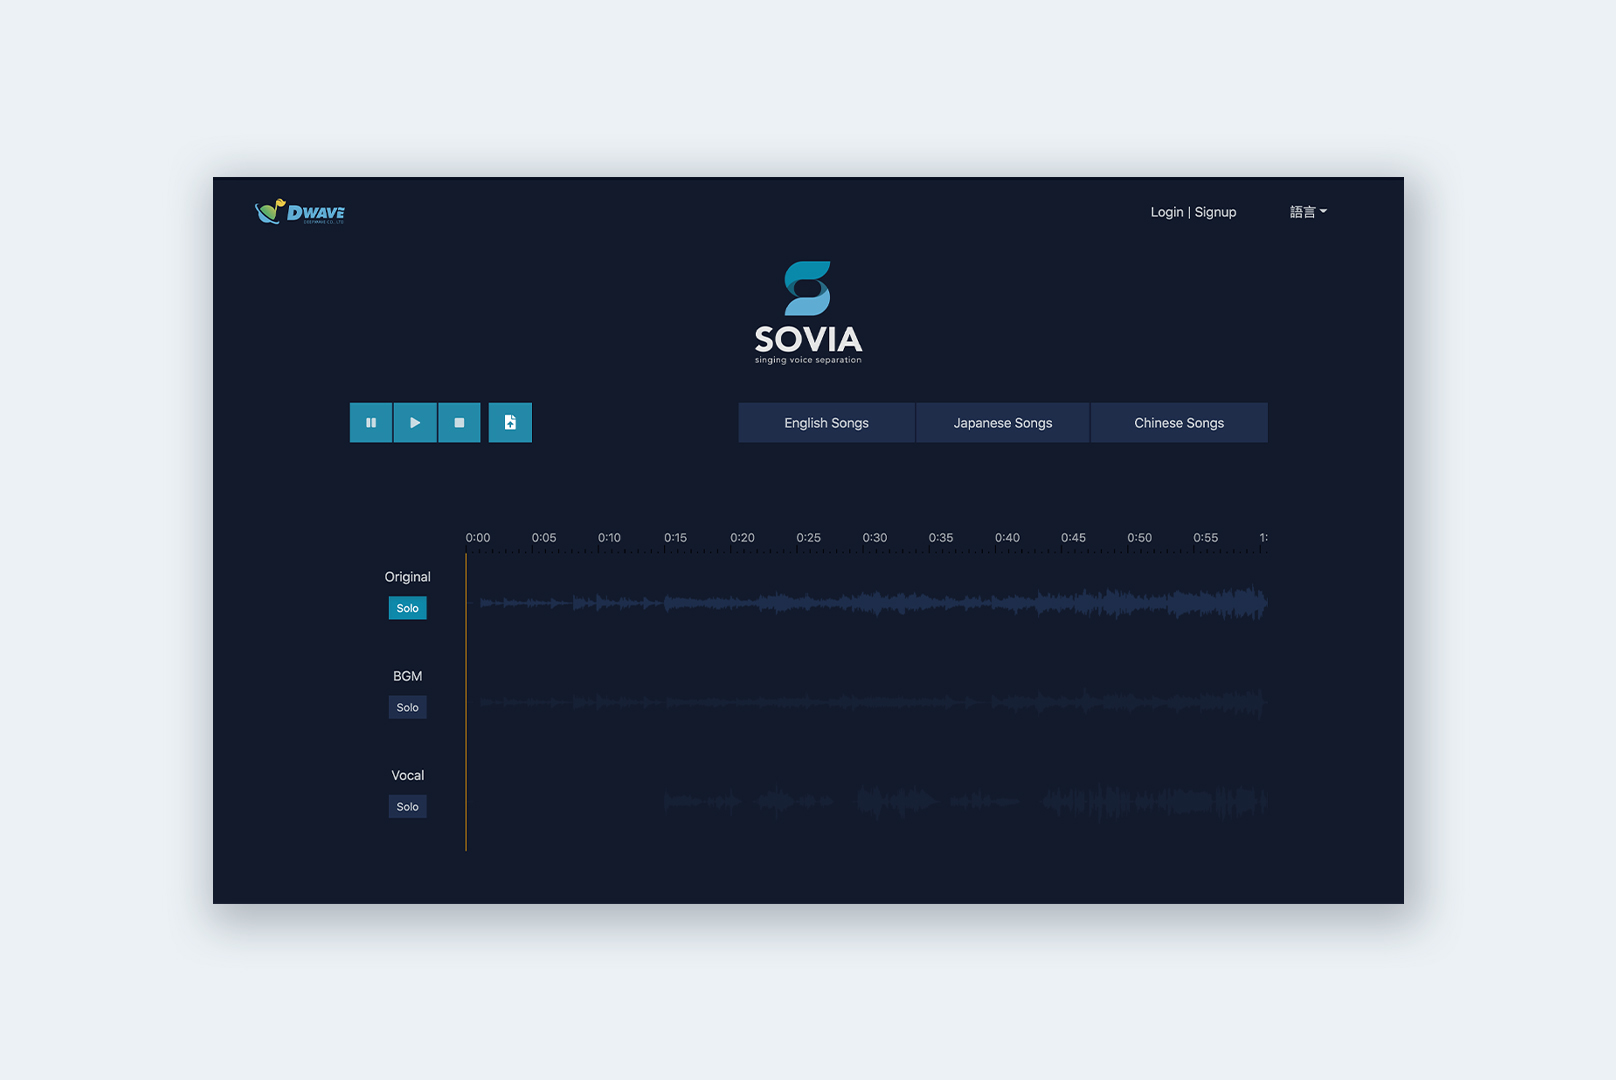 DWAVE
Login | Signup
語言
SOVIA
singing voice separation
English Songs
Japanese Songs
Chinese Songs
0:00 0:05 0:10 0:15 0:20 0:25 0:30 0:35 0:40 0:45 0:50 0:55 1:
Original
Solo
BGM
Solo
Vocal
Solo